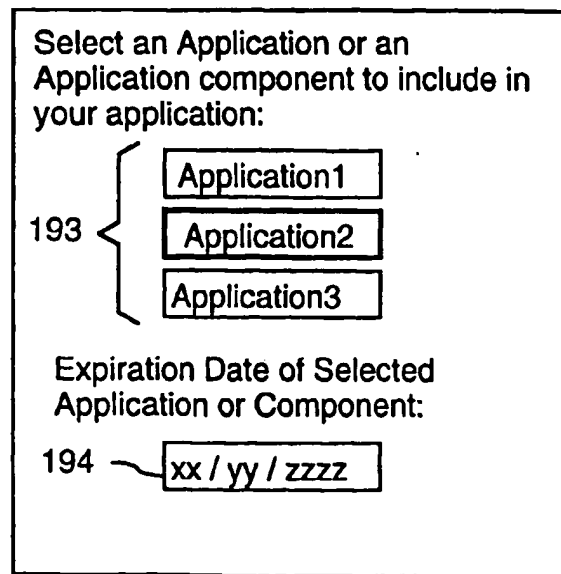 Select an Application or an
Application component to include in
your application:
Application1
193
Application2
Application3
Expiration Date of Selected
Application or Component:
194
xx / yy / zzzz